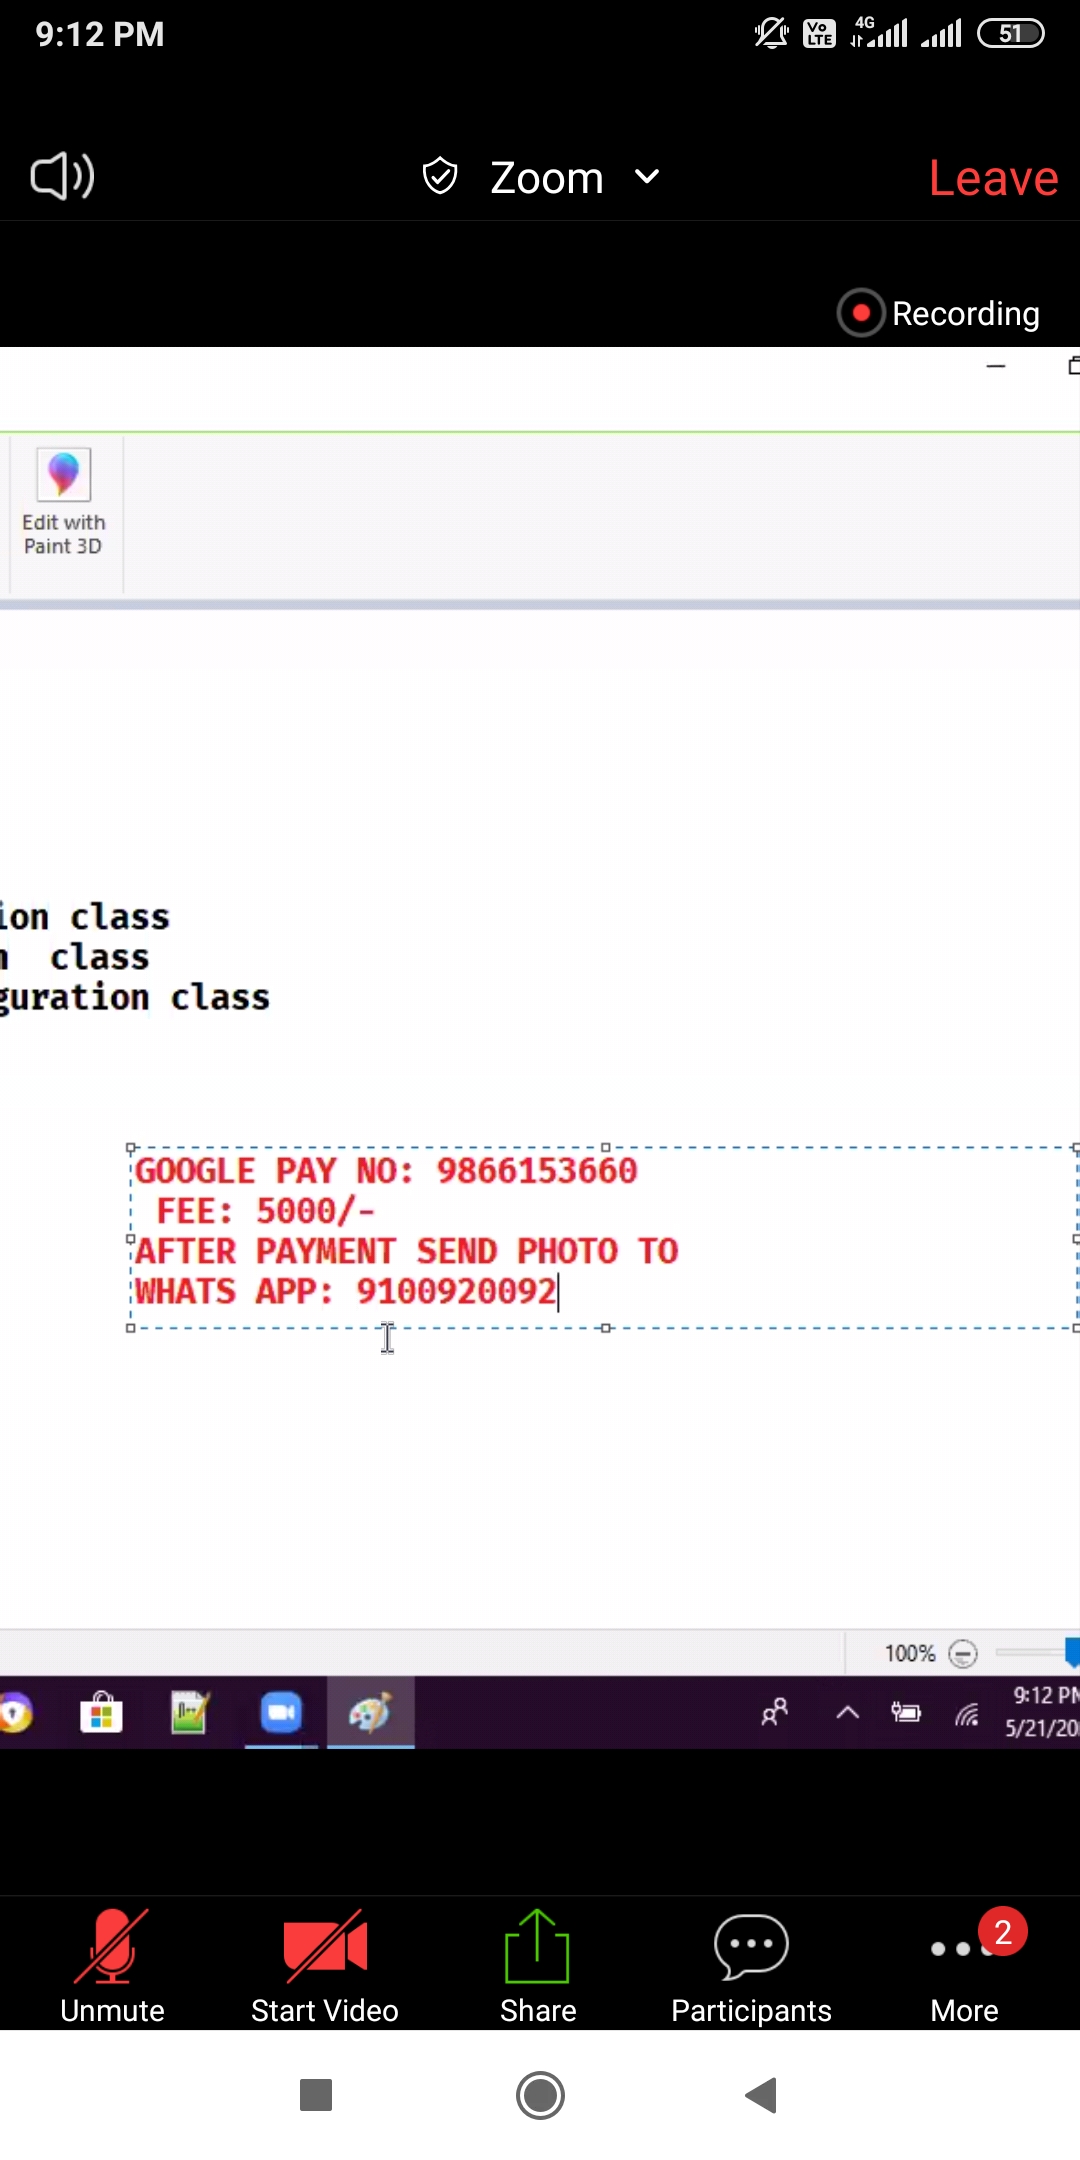 9:12 PM
Vo LTE
4G
51
Zoom
Leave
Recording
Edit with
Paint 3D
ion class
class
guration class
GOOGLE PAY NO: 9866153660
FEE: 5000/-
AFTER PAYMENT SEND PHOTO TO
WHATS APP: 9100920092
100%
9:12 PM
5/21/20
2
Unmute
Start Video
Share
Participants
More